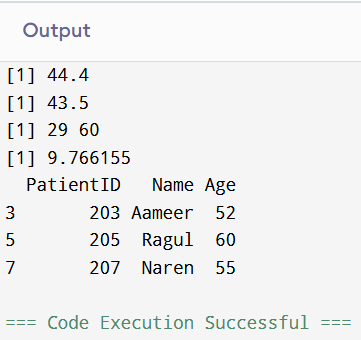 Output
[1] 44.4
[1] 43.5
[1] 29 60
[1] 9.766155
  PatientID   Name Age
3       203 Aameer  52
5       205  Ragul  60
7       207  Naren  55
=== Code Execution Successful ===